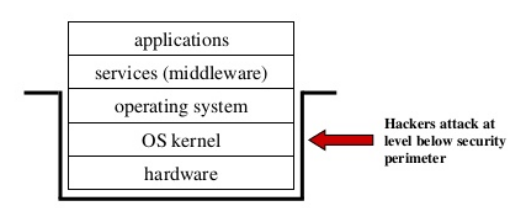 applications
services (middleware)
operating system
OS kernel
hardware
Hackers attack at
level below security
perimeter